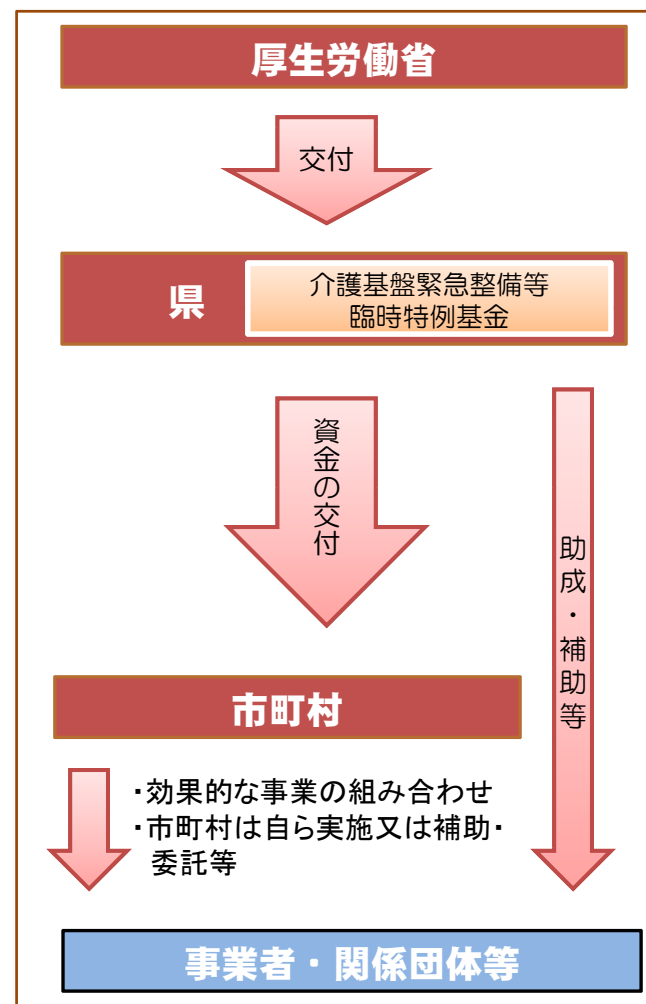 厚生労働省
交付
県
介護基盤緊急整備等
臨時特例基金
資金の交付
助成・補助等
市町村
・効果的な事業の組み合わせ
・市町村は自ら実施又は補助・
委託等
事業者・関係団体等